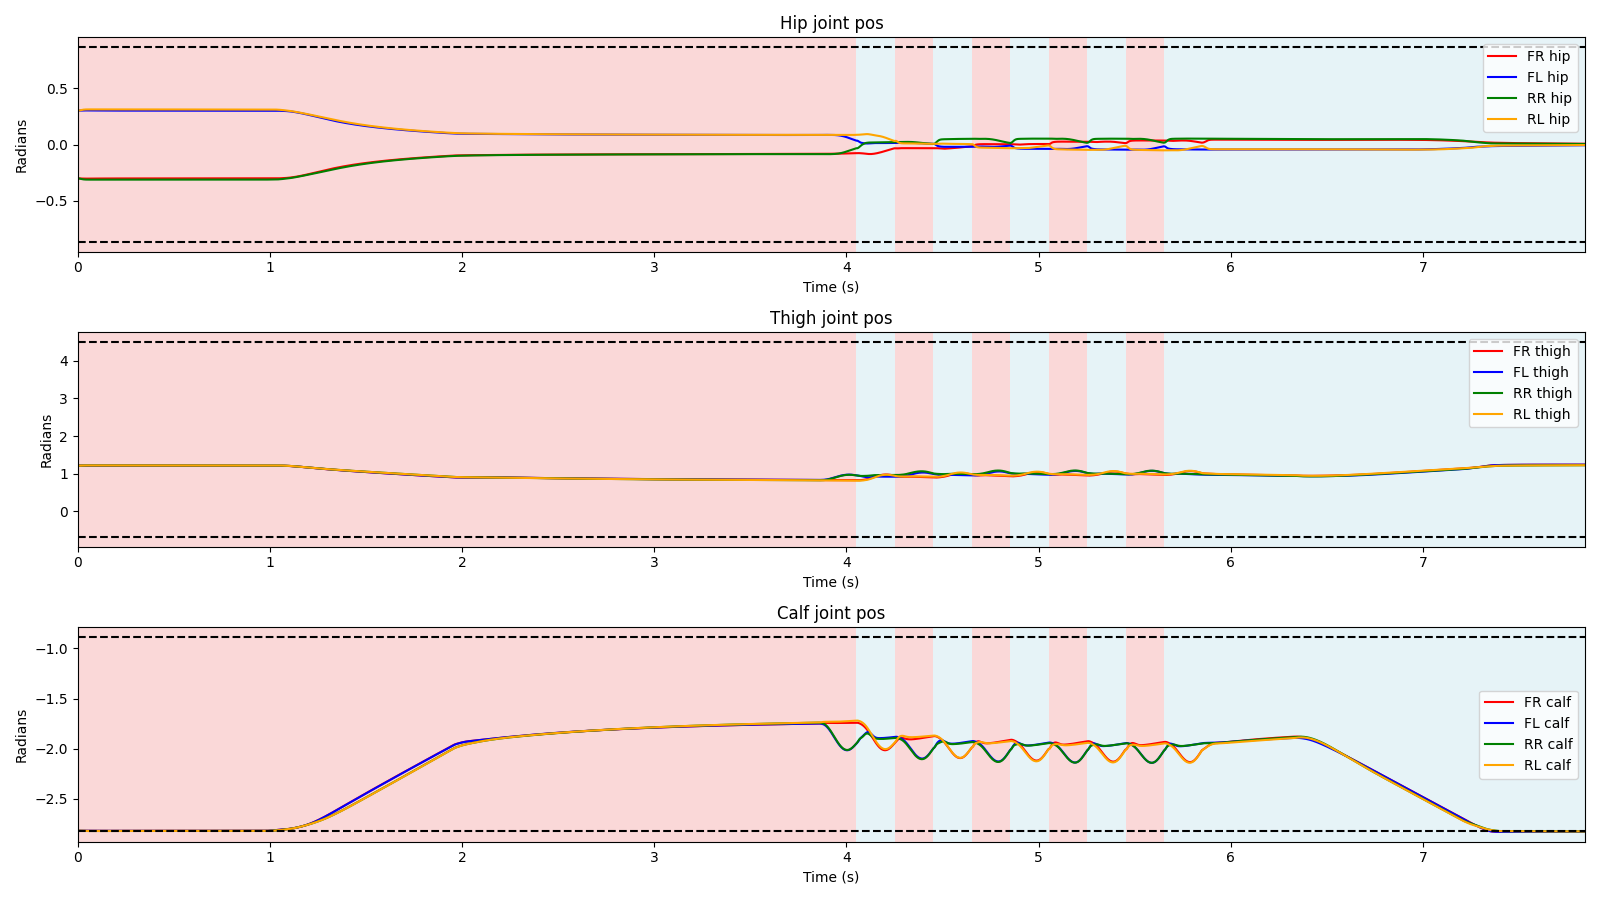 Hip joint pos
Radians
0.5
0.0
−0.5
FR hip
FL hip
RR hip
RL hip
0 1 2 3 4 5 6 7
Time (s)
Thigh joint pos
Radians
4
3
2
1
0
FR thigh
FL thigh
RR thigh
RL thigh
0 1 2 3 4 5 6 7
Time (s)
Calf joint pos
Radians
−1.0
−1.5
−2.0
−2.5
FR calf
FL calf
RR calf
RL calf
0 1 2 3 4 5 6 7
Time (s)